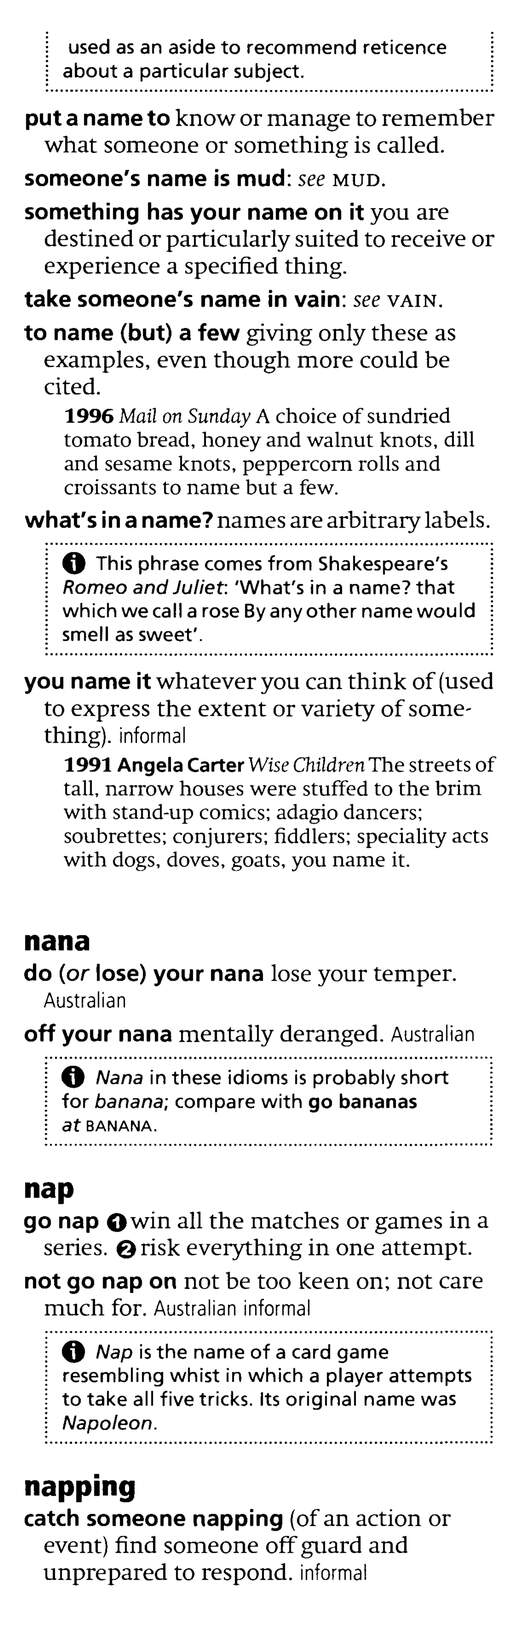 used as an aside to recommend reticence
about a particular subject.
put a name to know or manage to remember
what someone or something is called.
someone's name is mud: see MUD.
something has your name on it you are
destined or particularly suited to receive or
experience a specified thing.
take someone's name in vain: see VAIN.
to name (but) a few giving only these as
examples, even though more could be
cited.
1996 Mail on Sunday A choice of sundried
tomato bread, honey and walnut knots, dill
and sesame knots, peppercorn rolls and
croissants to name but a few.
what's in a name? names are arbitrary labels.
This phrase comes from Shakespeare's
Romeo and Juliet: 'What's in a name? that
which we call a rose By any other name would
smell as sweet'.
you name it whatever you can think of (used
to express the extent or variety of some-
thing). informal
1991 Angela Carter Wise Children The streets of
tall, narrow houses were stuffed to the brim
with stand-up comics; adagio dancers;
soubrettes; conjurers; fiddlers; speciality acts
with dogs, doves, goats, you name it.
nana
do (or lose) your nana lose your temper.
Australian
off your nana mentally deranged. Australian
Nana in these idioms is probably short
for banana; compare with go bananas
at BANANA.
nap
go nap ❶ win all the matches or games in a
series. ❷ risk everything in one attempt.
not go nap on not be too keen on; not care
much for. Australian informal
Nap is the name of a card game
resembling whist in which a player attempts
to take all five tricks. Its original name was
Napoleon.
napping
catch someone napping (of an action or
event) find someone off guard and
unprepared to respond. informal